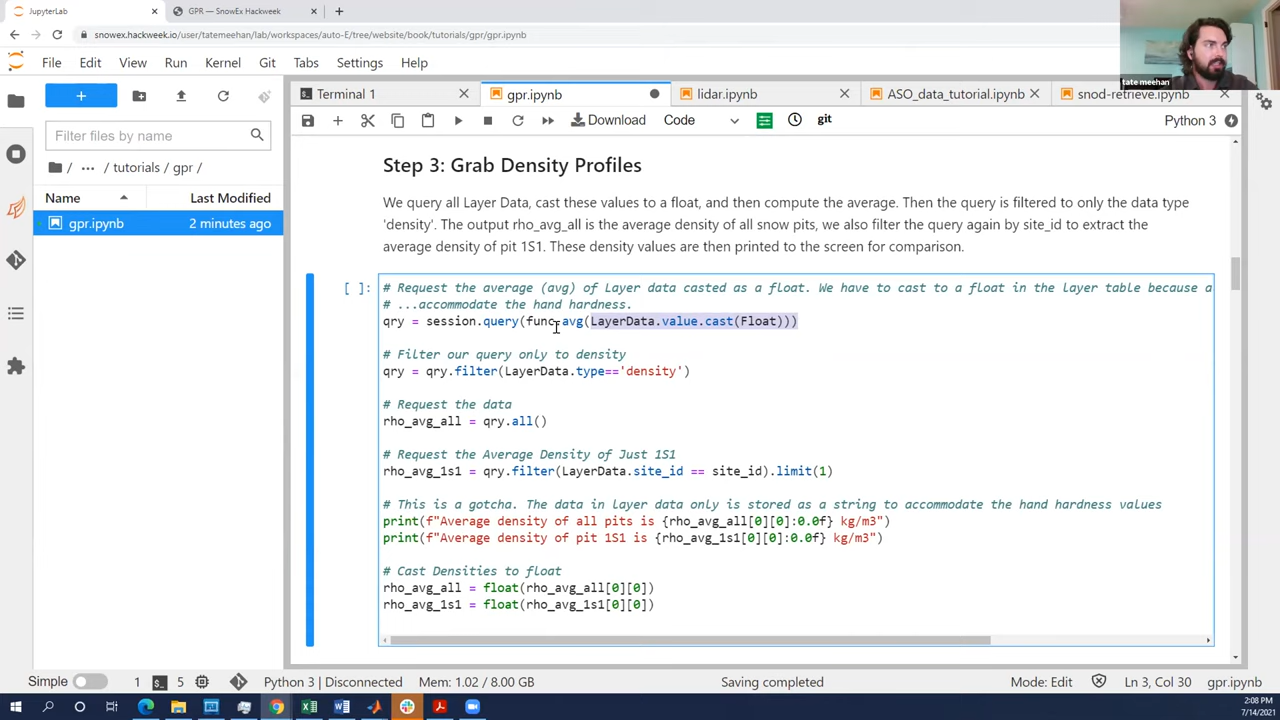 JupyterLab
GPR — SnowEx Hackweek
snowex.hackweek.io/user/tatemeehan/lab/workspaces/auto-E/tree/website/book/tutorials/gpr/gpr.ipynb
tate meehan
File Edit View Run Kernel Git Tabs Settings Help
Terminal 1 gpr.ipynb lidar.ipynb ASO_data_tutorial.ipynb snod-retrieve.ipynb
Download Code git Python 3
Filter files by name
/ ... / tutorials / gpr /
Name Last Modified
gpr.ipynb 2 minutes ago
Step 3: Grab Density Profiles
We query all Layer Data, cast these values to a float, and then compute the average. Then the query is filtered to only the data type
'density'. The output rho_avg_all is the average density of all snow pits, we also filter the query again by site_id to extract the
average density of pit 1S1. These density values are then printed to the screen for comparison.
[ ]:
# Request the average (avg) of Layer data casted as a float. We have to cast to a float in the layer table because a
# ...accommodate the hand hardness.
qry = session.query(func.avg(LayerData.value.cast(Float)))
# Filter our query only to density
qry = qry.filter(LayerData.type=='density')
# Request the data
rho_avg_all = qry.all()
# Request the Average Density of Just 1S1
rho_avg_1s1 = qry.filter(LayerData.site_id == site_id).limit(1)
# This is a gotcha. The data in layer data only is stored as a string to accommodate the hand hardness values
print(f"Average density of all pits is {rho_avg_all[0][0]:0.0f} kg/m3")
print(f"Average density of pit 1S1 is {rho_avg_1s1[0][0]:0.0f} kg/m3")
# Cast Densities to float
rho_avg_all = float(rho_avg_all[0][0])
rho_avg_1s1 = float(rho_avg_1s1[0][0])
Simple 1 5 Python 3 | Disconnected Mem: 1.02 / 8.00 GB Saving completed Mode: Edit Ln 3, Col 30 gpr.ipynb
2:08 PM
7/14/2021